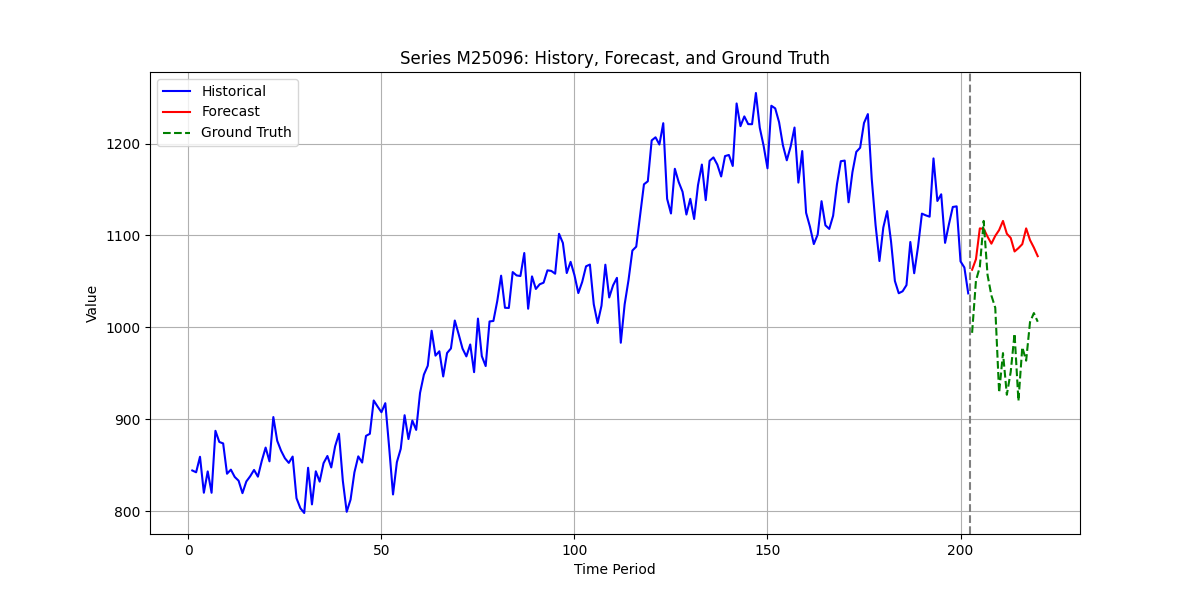 Series M25096: History, Forecast, and Ground Truth
Historical
Forecast
Ground Truth
Value
1200
1100
1000
900
800
0 50 100 150 200
Time Period